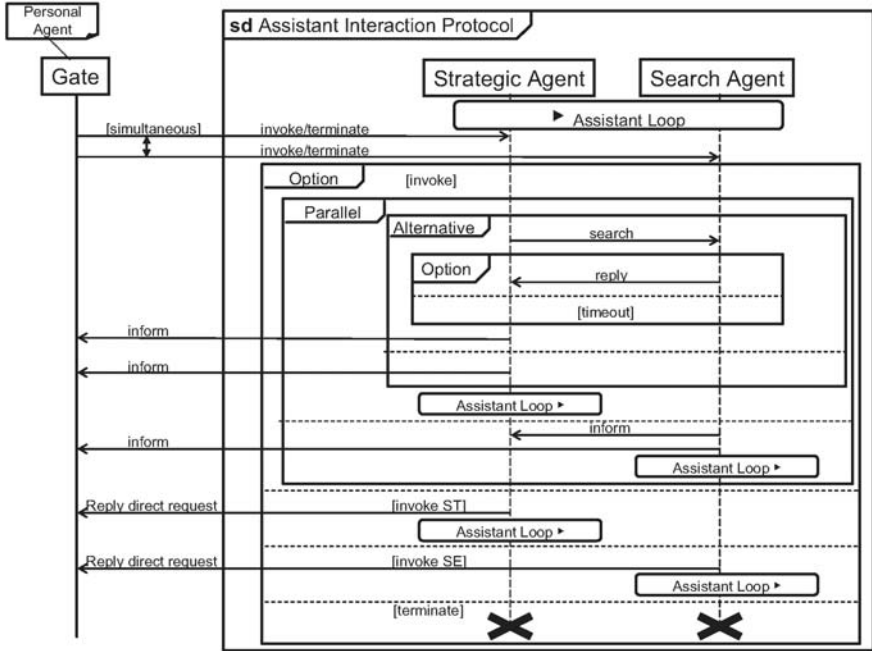 Personal
Agent
sd Assistant Interaction Protocol
Gate
Strategic Agent
Search Agent
► Assistant Loop
[simultaneous]
invoke/terminate
invoke/terminate
Option
[invoke]
Parallel
Alternative
search
Option
reply
[timeout]
inform
inform
Assistant Loop ►
inform
inform
Assistant Loop ►
Reply direct request
[invoke ST]
Assistant Loop ►
Reply direct request
[invoke SE]
Assistant Loop ►
[terminate]